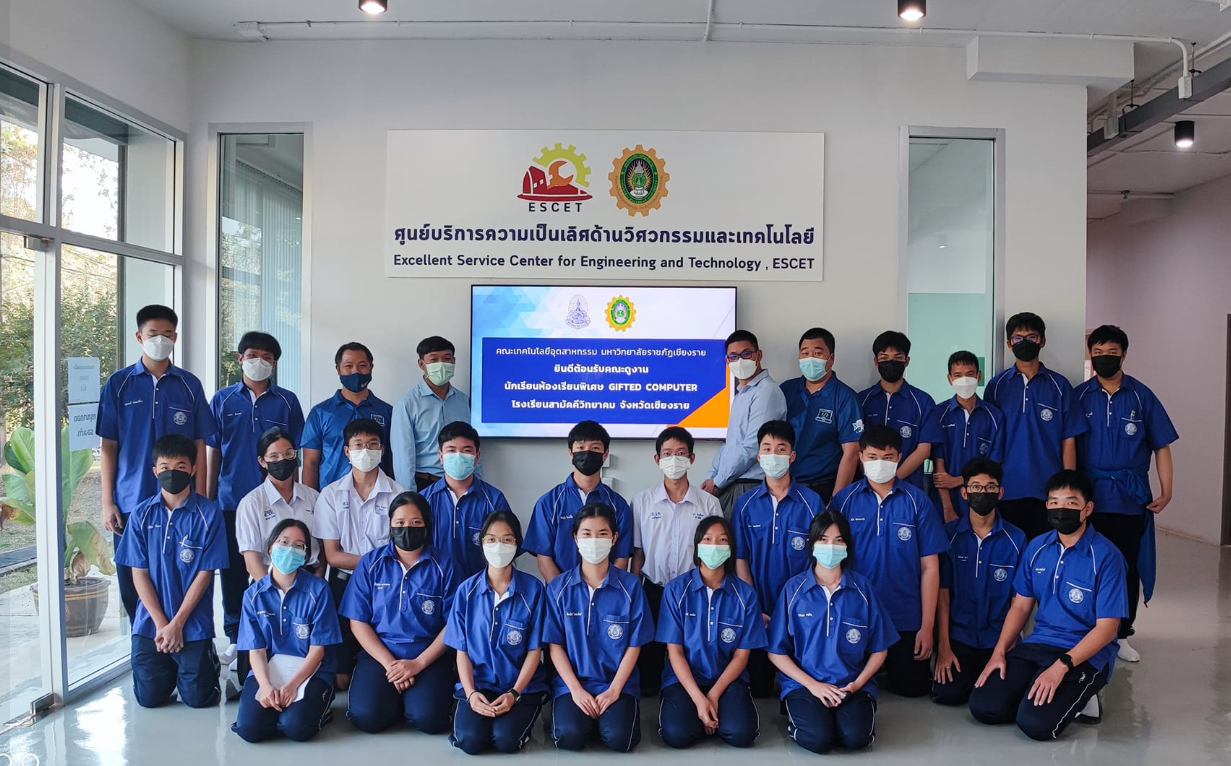 ESCET
ศูนย์บริการความเป็นเลิศด้านวิศวกรรมและเทคโนโลยี
Excellent Service Center for Engineering and Technology , ESCET
คณะเทคโนโลยีอุตสาหกรรม มหาวิทยาลัยราชภัฏเชียงราย
ยินดีต้อนรับคณะดูงาน
นักเรียนห้องเรียนพิเศษ GIFTED COMPUTER
โรงเรียนสามัคคีวิทยาคม จังหวัดเชียงราย